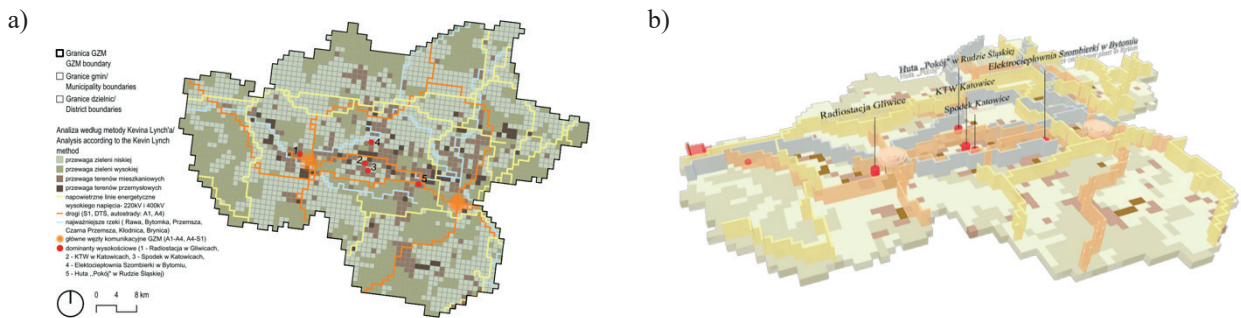 a)
b)
Granica GZM
GZM boundary
Granice gmin/
Municipality boundaries
Granice dzielnic/
District boundaries
Analiza według metody Kevina Lynch'a/
Analysis according to the Kevin Lynch
method
przewaga zieleni niskiej
przewaga zieleni wysokiej
przewaga terenów mieszkaniowych
przewaga terenów przemysłowych
napowietrzne linie energetyczne
wysokiego napięcia- 220kV i 400kV
drogi (S1, DTŚ, autostrady: A1, A4)
najważniejsze rzeki ( Rawa, Bytomka, Przemsza,
Czarna Przemsza, Kłodnica, Brynica)
główne węzły komunikacyjne GZM (A1-A4, A4-S1)
dominanty wysokościowe (1 - Radiostacja w Gliwicach,
2 - KTW w Katowicach, 3 - Spodek w Katowicach,
4 - Elektrociepłownia Szombierki w Bytomiu,
5 - Huta ,,Pokój" w Rudzie Śląskiej)
0 4 8 km
1
4
2
3
5
Huta „Pokój" w Rudzie Śląskiej
Elektrociepłownia Szombierki w Bytomiu
KTW Katowice
Radiostacja Gliwice
Spodek Katowice